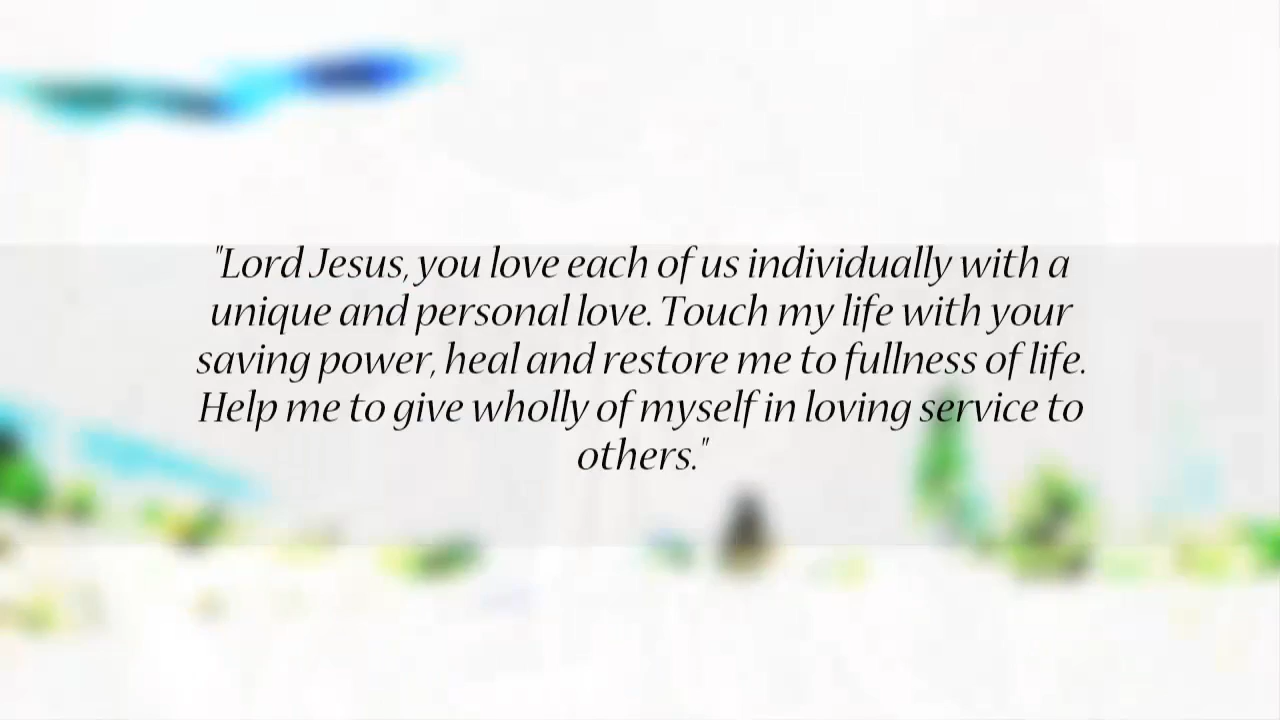 "Lord Jesus, you love each of us individually with a
unique and personal love. Touch my life with your
saving power, heal and restore me to fullness of life.
Help me to give wholly of myself in loving service to
others."